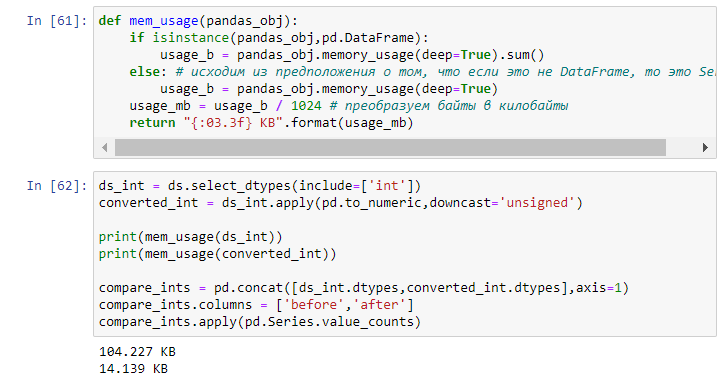 In [61]: def mem_usage(pandas_obj):
if isinstance(pandas_obj,pd.DataFrame):
usage_b = pandas_obj.memory_usage(deep=True).sum()
else: # исходим из предположения о том, что если это не DataFrame, то это Se
usage_b = pandas_obj.memory_usage(deep=True)
usage_mb = usage_b / 1024 # преобразуем байты в килобайты
return "{:03.3f} KB".format(usage_mb)
In [62]: ds_int = ds.select_dtypes(include=['int'])
converted_int = ds_int.apply(pd.to_numeric,downcast='unsigned')
print(mem_usage(ds_int))
print(mem_usage(converted_int))
compare_ints = pd.concat([ds_int.dtypes,converted_int.dtypes],axis=1)
compare_ints.columns = ['before','after']
compare_ints.apply(pd.Series.value_counts)
104.227 KB
14.139 KB